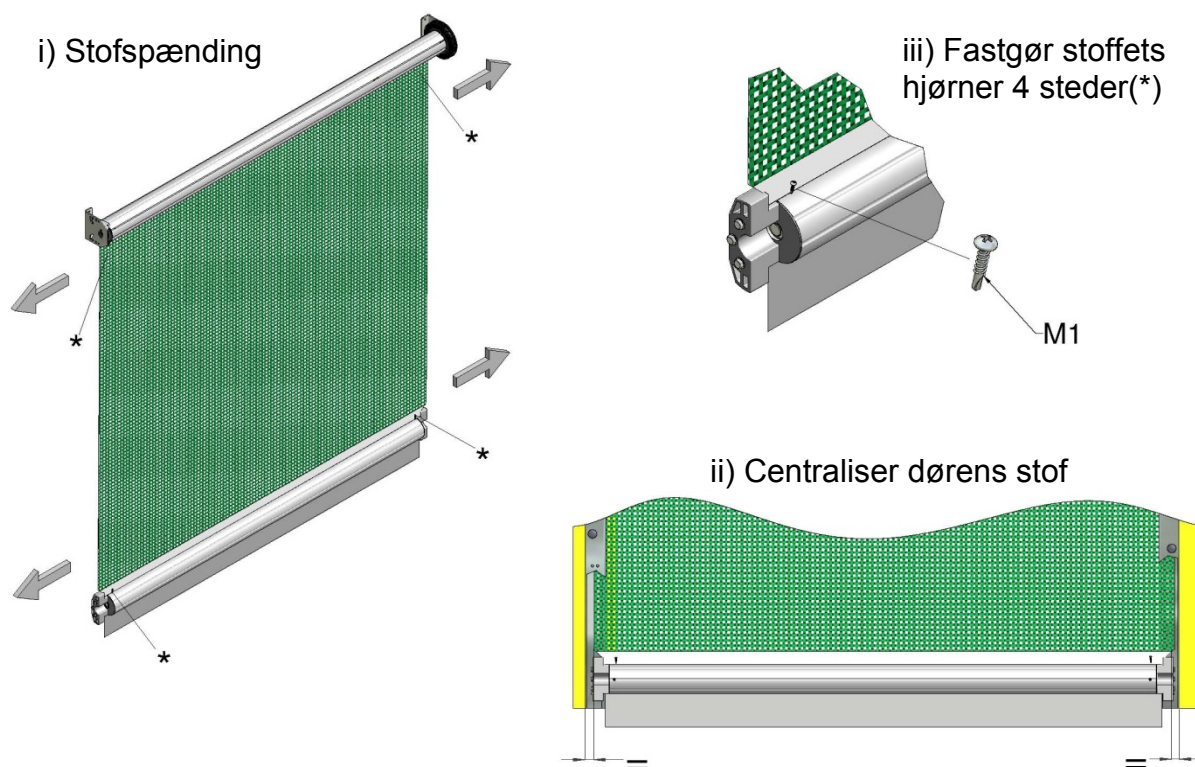 i) Stofspænding
*
*
*
*
iii) Fastgør stoffets
hjørner 4 steder(*)
M1
ii) Centraliser dørens stof
=
=